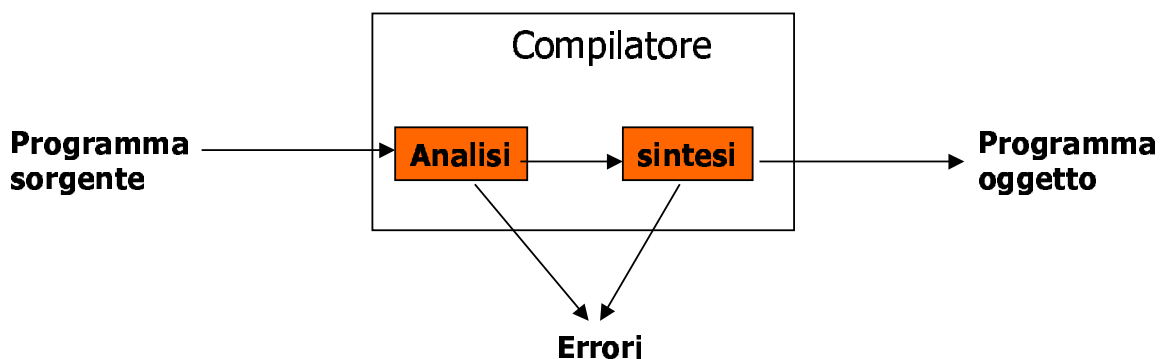 Compilatore
Programma
sorgente
Analisi
sintesi
Programma
oggetto
Errori